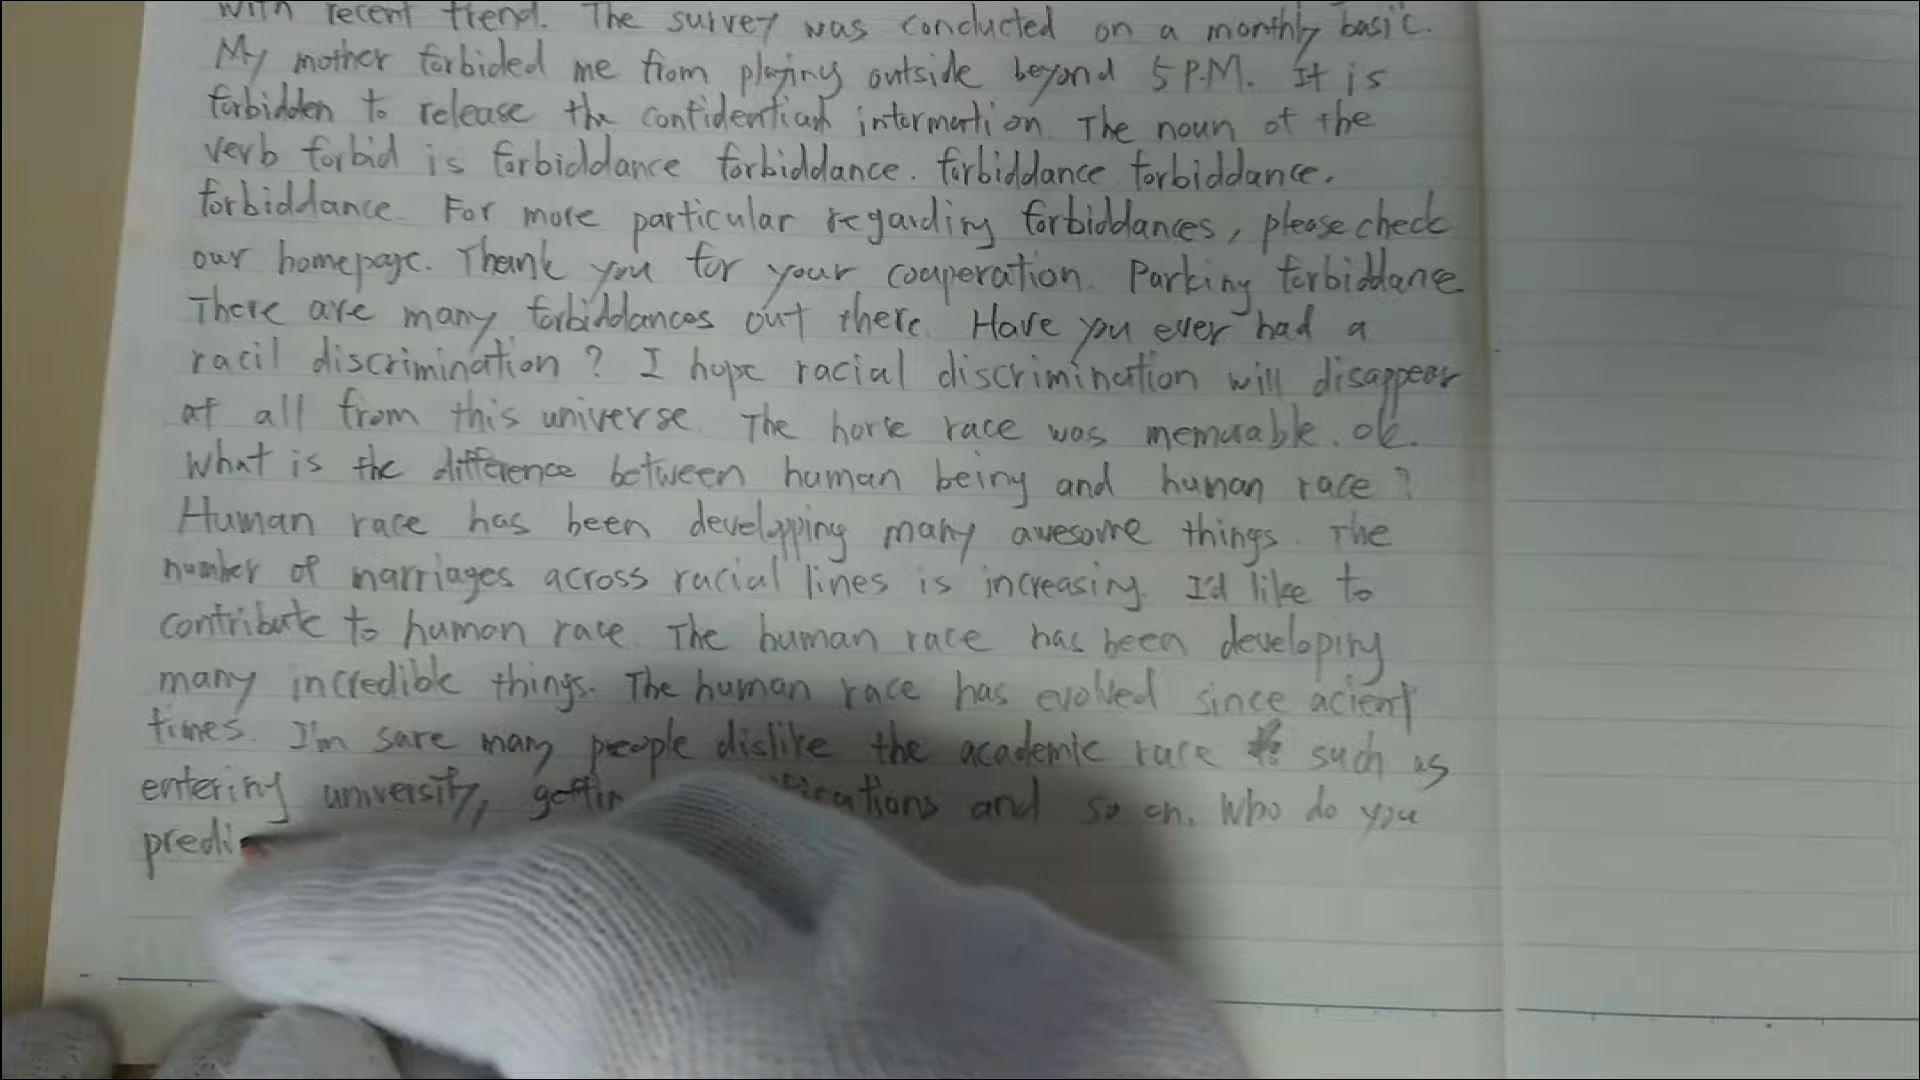 with recent trend. The survey was conducted on a monthly basic.
My mother forbided me from playing outside beyond 5 P.M. It is
forbidden to release the confidential information. The noun of the
verb forbid is forbiddance forbiddance. forbiddance forbiddance.
forbiddance. For more particular regarding forbiddances, please check
our homepage. Thank you for your couperation. Parking forbiddance
There are many forbiddances out there. Have you ever had a
racil discrimination? I hope racial discrimination will disappear
at all from this universe. The horse race was memorable. ok.
What is the difference between human being and human race?
Human race has been developping many awesome things. The
number of marriages across racial lines is increasing. I'd like to
contribute to human race. The human race has been developing
many incredible things. The human race has evolved since acient
times. I'm sure many people dislike the academic race such as
entering university, and so on. Who do you